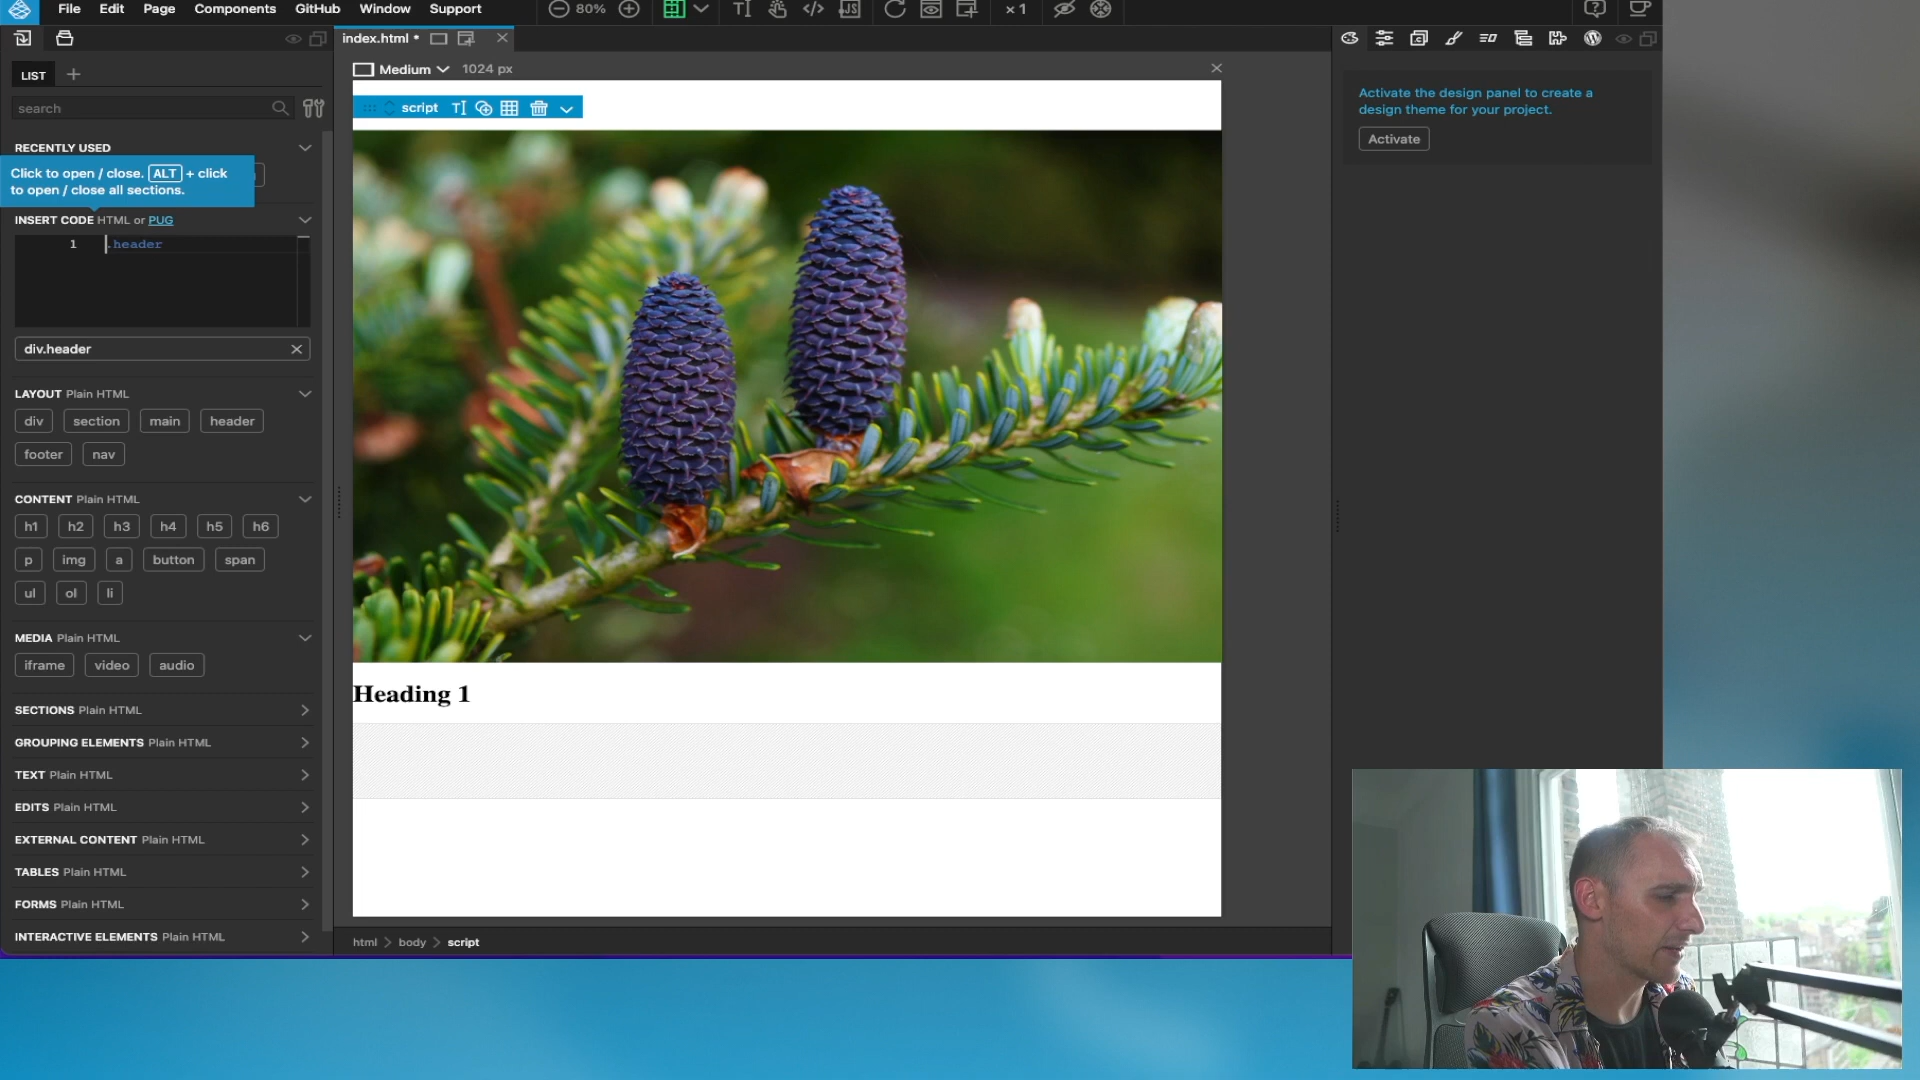 File Edit Page Components GitHub Window Support
80%
JS
x 1
index.html •
Medium
1024 px
LIST
search
RECENTLY USED
Click to open / close. ALT + click
to open / close all sections.
INSERT CODE HTML or PUG
1 .header
div.header
LAYOUT Plain HTML
div section main header
footer nav
CONTENT Plain HTML
h1 h2 h3 h4 h5 h6
p img a button span
ul ol li
MEDIA Plain HTML
iframe video audio
SECTIONS Plain HTML
GROUPING ELEMENTS Plain HTML
TEXT Plain HTML
EDITS Plain HTML
EXTERNAL CONTENT Plain HTML
TABLES Plain HTML
FORMS Plain HTML
INTERACTIVE ELEMENTS Plain HTML
script
Heading 1
html body script
Activate the design panel to create a
design theme for your project.
Activate